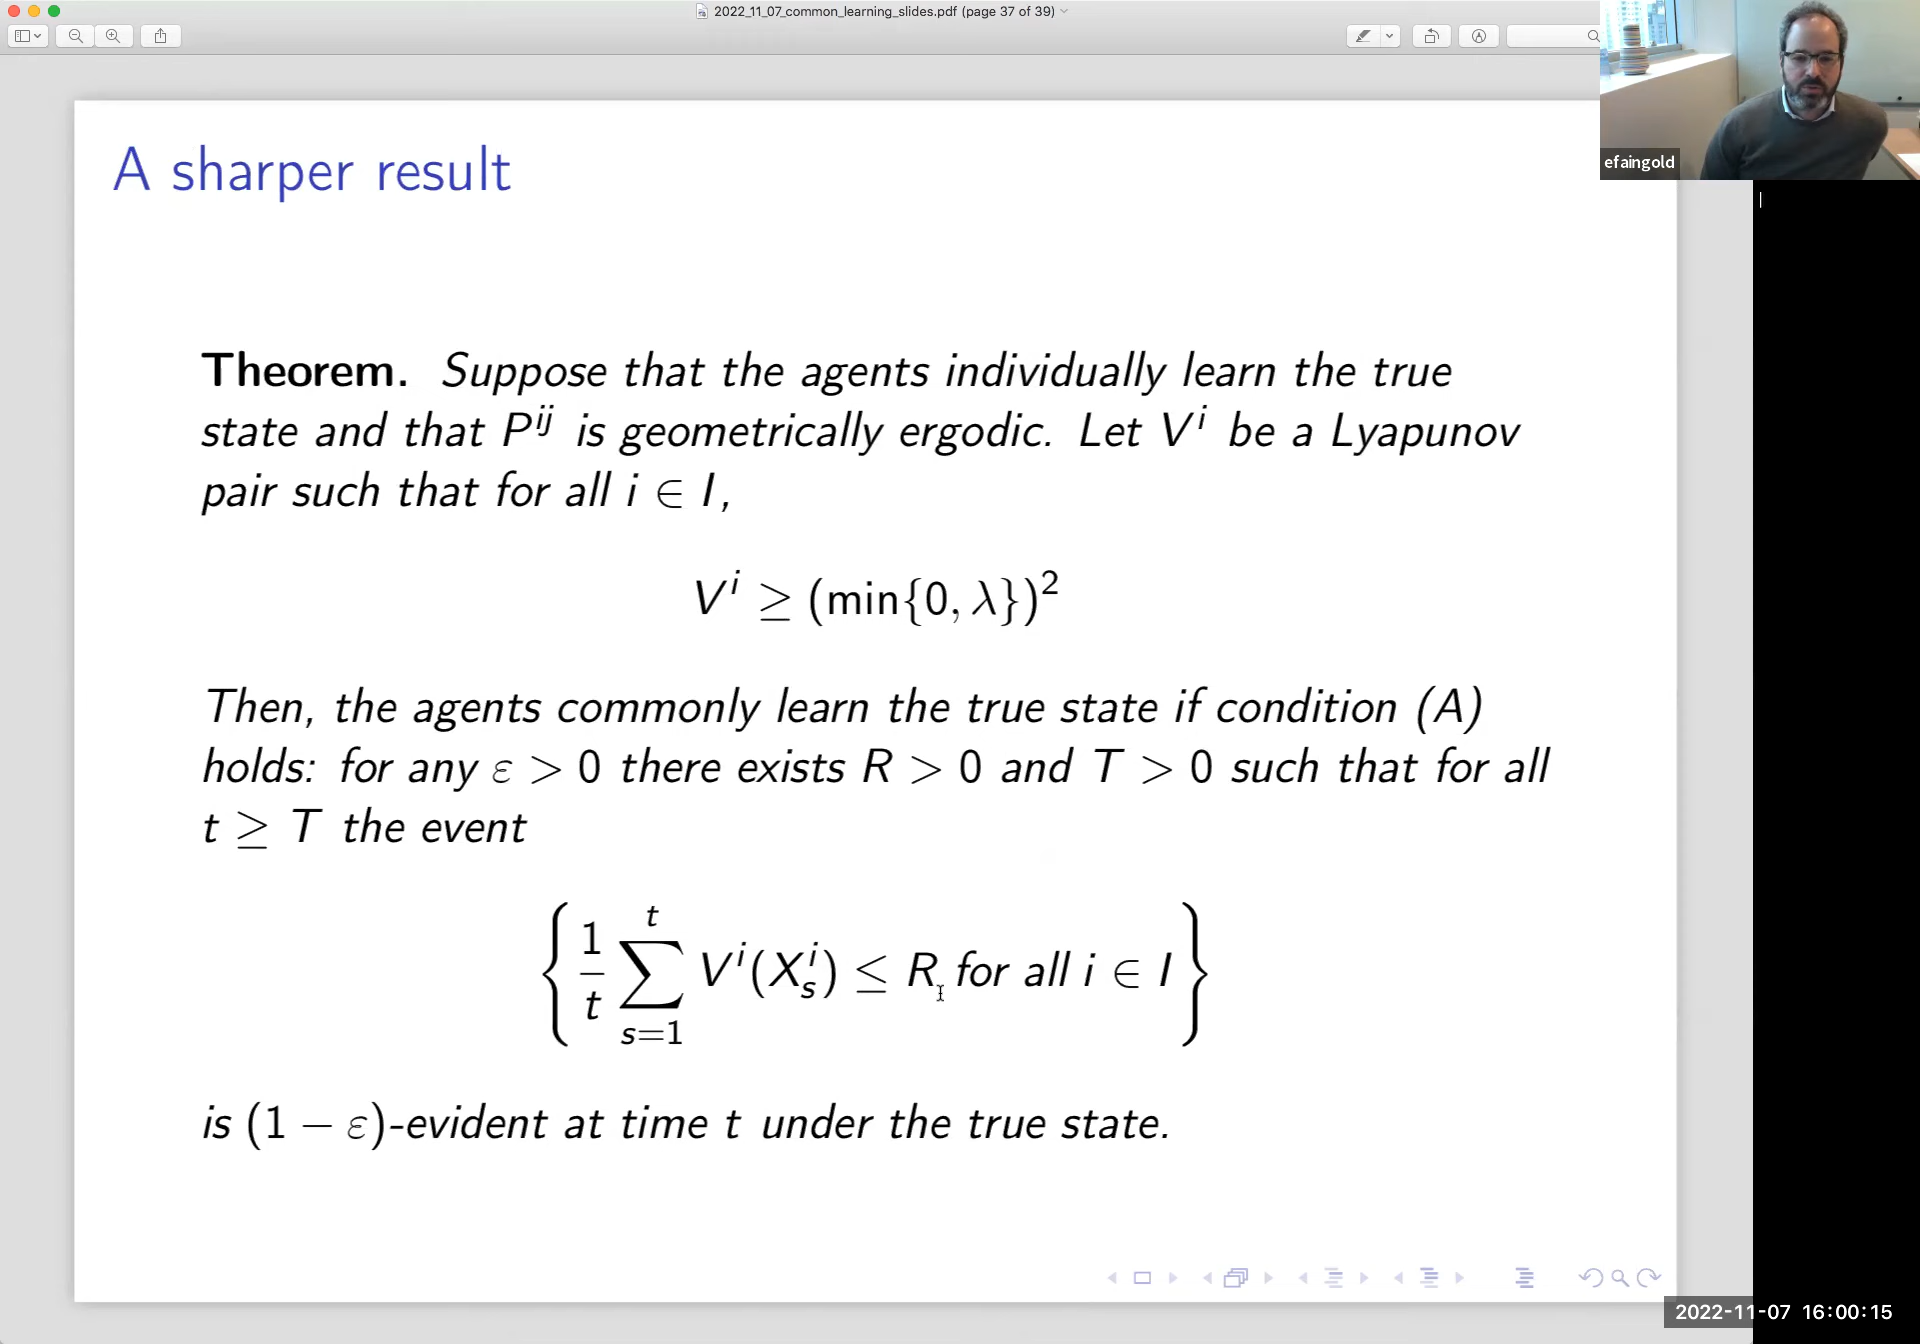 2022_11_07_common_learning_slides.pdf (page 37 of 39)
efaingold
A sharper result
Theorem. Suppose that the agents individually learn the true
state and that P^{ij} is geometrically ergodic. Let V^i be a Lyapunov
pair such that for all i ∈ I,
V^i ≥ (min{0, λ})^2
Then, the agents commonly learn the true state if condition (A)
holds: for any ε > 0 there exists R > 0 and T > 0 such that for all
t ≥ T the event
{ \frac{1}{t} \sum_{s=1}^{t} V^i(X_s^i) ≤ R for all i ∈ I }
is (1 − ε)-evident at time t under the true state.
2022-11-07 16:00:15